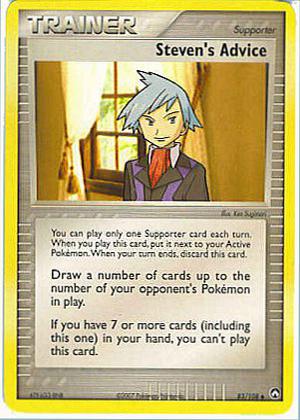 TRAINER
Supporter
Steven's Advice
Illus. Ken Sugimori
You can play only one Supporter card each turn.
When you play this card, put it next to your Active
Pokémon. When your turn ends, discard this card.
Draw a number of cards up to the
number of your opponent's Pokémon
in play.
If you have 7 or more cards (including
this one) in your hand, you can't play
this card.
©2007 Pokémon/Nintendo
83/108